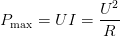 P_max = UI = U²/R